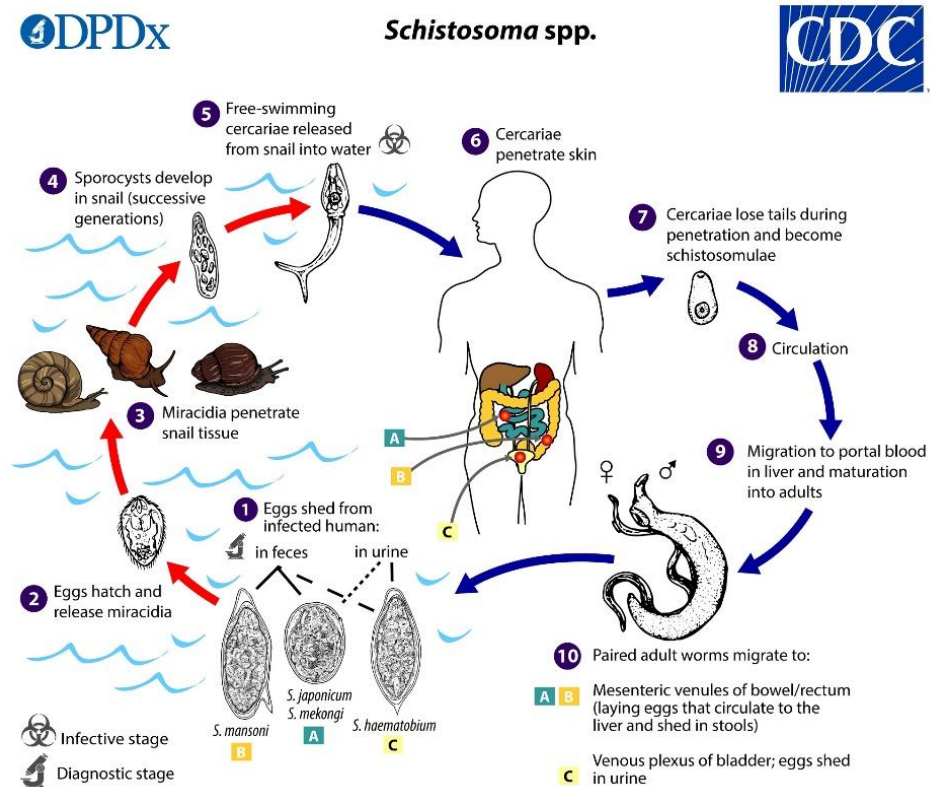 DPDx
Schistosoma spp.
CDC
5
Free-swimming
cercariae released
from snail into water
6
Cercariae
penetrate skin
4
Sporocysts develop
in snail (successive
generations)
7
Cercariae lose tails during
penetration and become
schistosomulae
8
Circulation
3
Miracidia penetrate
snail tissue
A
B
C
9
Migration to portal blood
in liver and maturation
into adults
♀ ♂
1
Eggs shed from
infected human:
in feces
in urine
2
Eggs hatch and
release miracidia
S. mansoni
B
S. japonicum
S. mekongi
A
S. haematobium
C
10
Paired adult worms migrate to:
A B
Mesenteric venules of bowel/rectum
(laying eggs that circulate to the
liver and shed in stools)
C
Venous plexus of bladder; eggs shed
in urine
Infective stage
Diagnostic stage